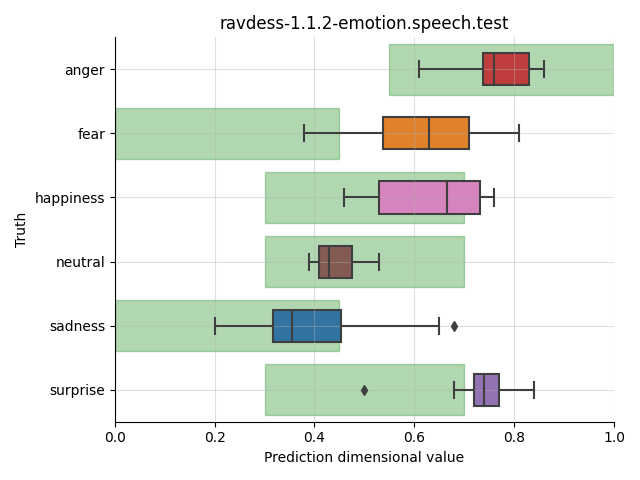 ravdess-1.1.2-emotion.speech.test
anger
fear
happiness
neutral
sadness
surprise
Truth
0.0 0.2 0.4 0.6 0.8 1.0
Prediction dimensional value